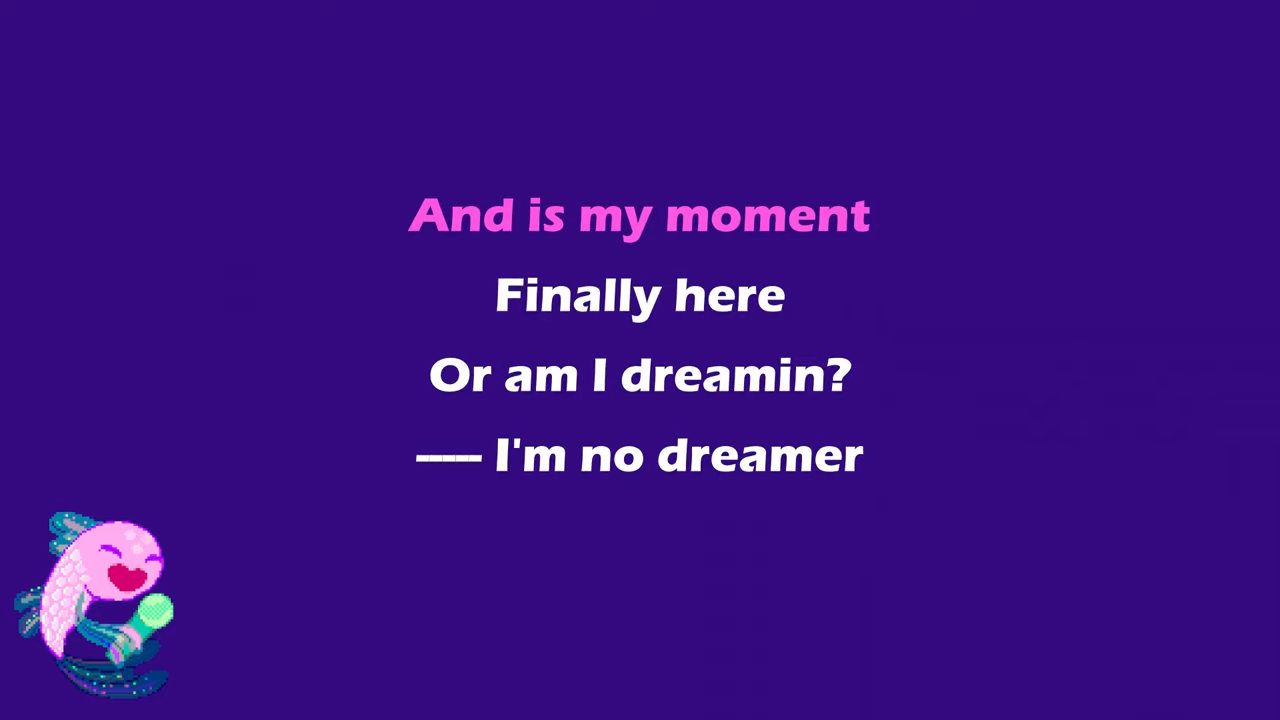 And is my moment
Finally here
Or am I dreamin?
----- I'm no dreamer